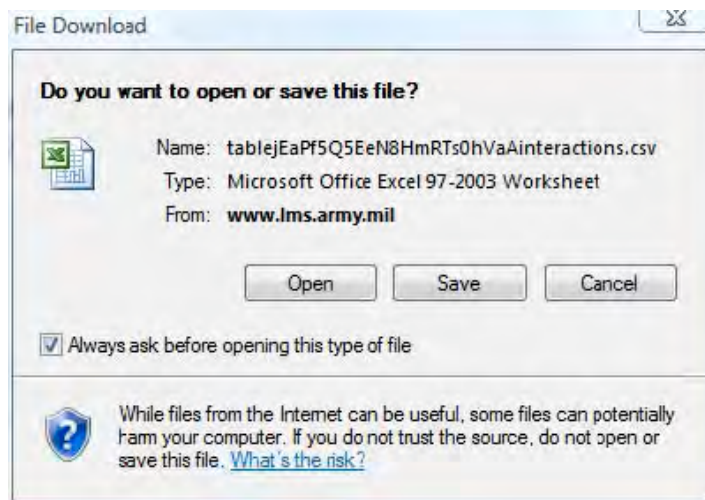 File Download
Do you want to open or save this file?
Name: tablejEaPf5Q5EeN8HmRTs0hVaAinteractions.csv
Type: Microsoft Office Excel 97-2003 Worksheet
From: www.lms.army.mil
Open Save Cancel
Always ask before opening this type of file
While files from the Internet can be useful, some files can potentially
harm your computer. If you do not trust the source, do not open or
save this file. What's the risk?